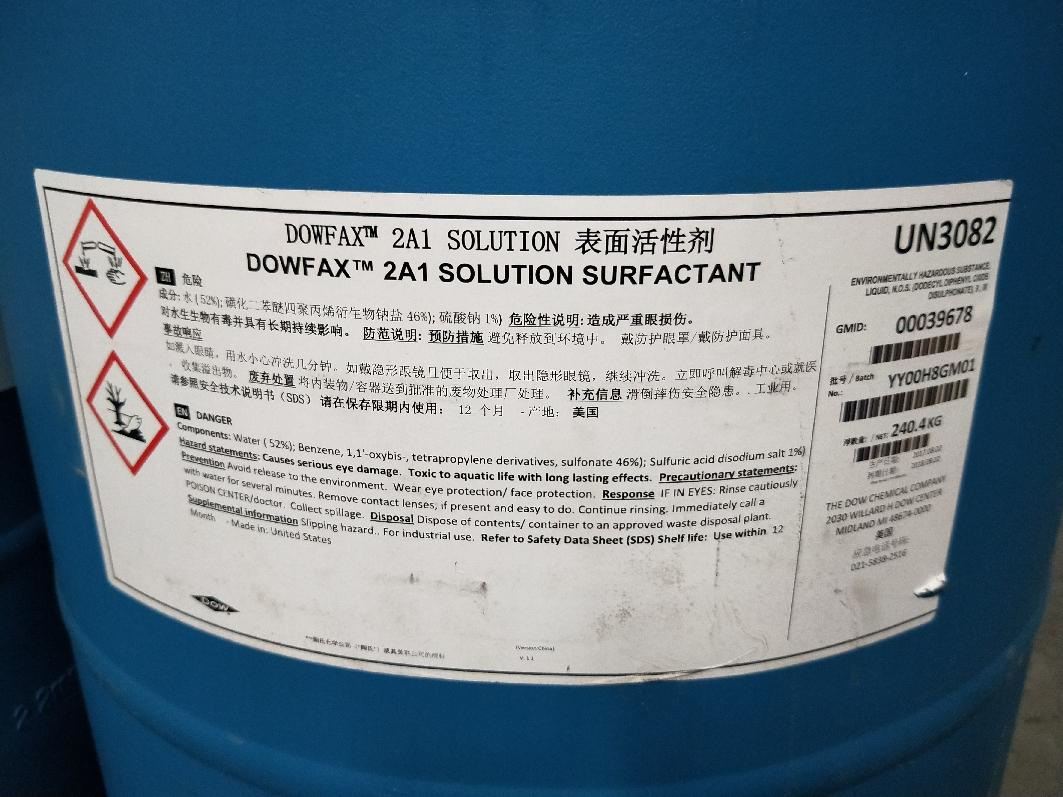 DOWFAX™ 2A1 SOLUTION 表面活性剂
DOWFAX™ 2A1 SOLUTION SURFACTANT
ZH 危险
成分: 水 (52%); 磺化二苯醚四聚丙烯衍生物钠盐 46%); 硫酸钠 1%) 危险性说明: 造成严重眼损伤。
对水生生物有毒并具有长期持续影响。 防范说明: 预防措施 避免释放到环境中。 戴防护眼罩/戴防护面具。
事故响应
如溅入眼睛, 用水小心冲洗几分钟。如戴隐形眼镜且便于取出, 取出隐形眼镜, 继续冲洗。立即呼叫解毒中心或就医
。 收集溢出物。 废弃处置 将内装物/容器送到批准的废物处理厂处理。 补充信息 滑倒摔伤安全隐患。. 工业用。
请参照安全技术说明书 (SDS) 请在保存限期内使用: 12 个月 - 产地: 美国
EN DANGER
Components: Water ( 52%); Benzene, 1,1'-oxybis-, tetrapropylene derivatives, sulfonate 46%); Sulfuric acid disodium salt 1%)
Hazard statements: Causes serious eye damage. Toxic to aquatic life with long lasting effects. Precautionary statements:
Prevention Avoid release to the environment. Wear eye protection/ face protection. Response IF IN EYES: Rinse cautiously
with water for several minutes. Remove contact lenses, if present and easy to do. Continue rinsing. Immediately call a
POISON CENTER/doctor. Collect spillage. Disposal Dispose of contents/ container to an approved waste disposal plant.
Supplemental information Slipping hazard.. For industrial use. Refer to Safety Data Sheet (SDS) Shelf life: Use within 12
Month - Made in: United States
DOW
(Version:China)
V. 1.1
UN3082
ENVIRONMENTALLY HAZARDOUS SUBSTANCE,
LIQUID, N.O.S. (DODECYL DIPHENYL OXIDE
DISULPHONATE), 9, III
GMID: 00039678
批号 / Batch
No.: YY00H8GM01
净数量: / NET: 240.4 KG
生产日期:
到期日期:
THE DOW CHEMICAL COMPANY
2030 WILLARD H DOW CENTER
MIDLAND MI 48674-0000
美国
应急电话号码:
021-5838-2516